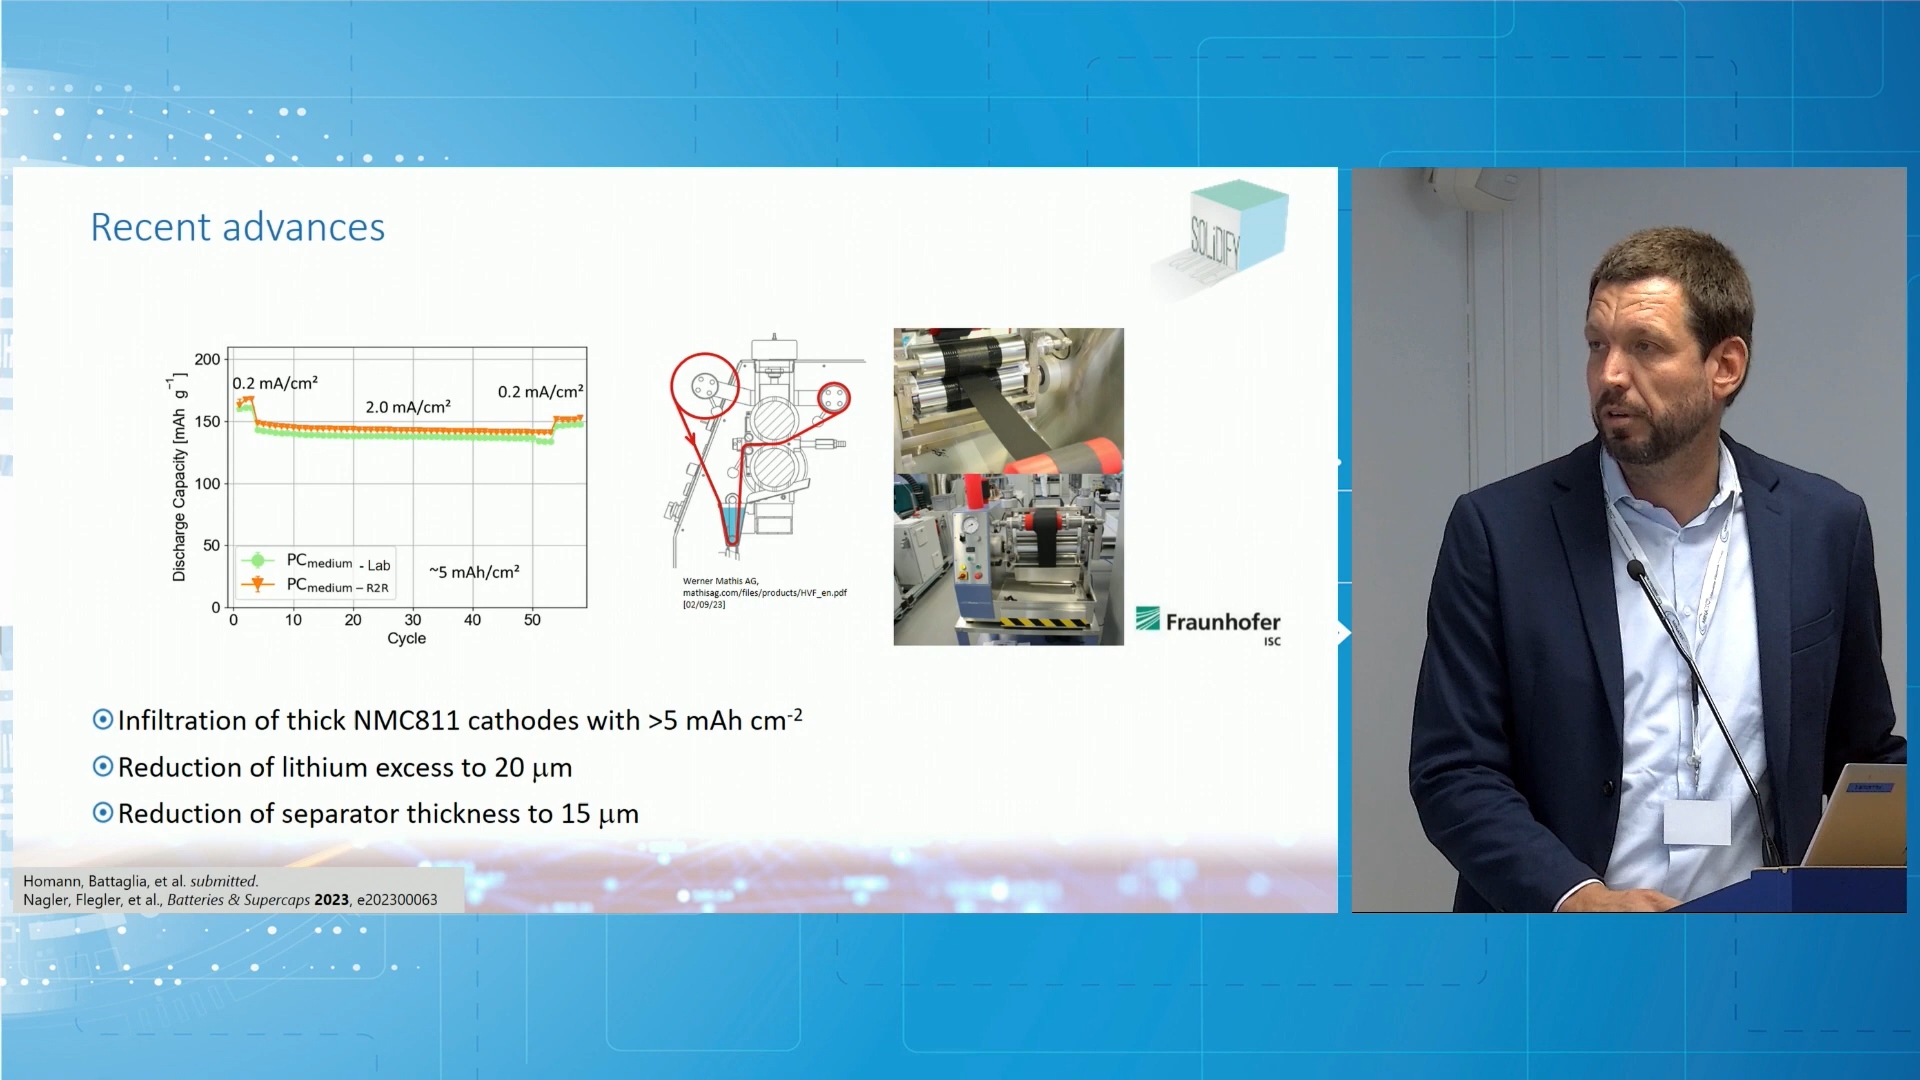 Recent advances
SOLiDIFY
Discharge Capacity [mAh g⁻¹]
200
150
100
50
0
0.2 mA/cm²
2.0 mA/cm²
0.2 mA/cm²
PCmedium - Lab
PCmedium – R2R
~5 mAh/cm²
0 10 20 30 40 50
Cycle
Werner Mathis AG,
mathisag.com/files/products/HVF_en.pdf
[02/09/23]
Fraunhofer
ISC
Infiltration of thick NMC811 cathodes with >5 mAh cm⁻²
Reduction of lithium excess to 20 μm
Reduction of separator thickness to 15 μm
Homann, Battaglia, et al. submitted.
Nagler, Flegler, et al., Batteries & Supercaps 2023, e202300063